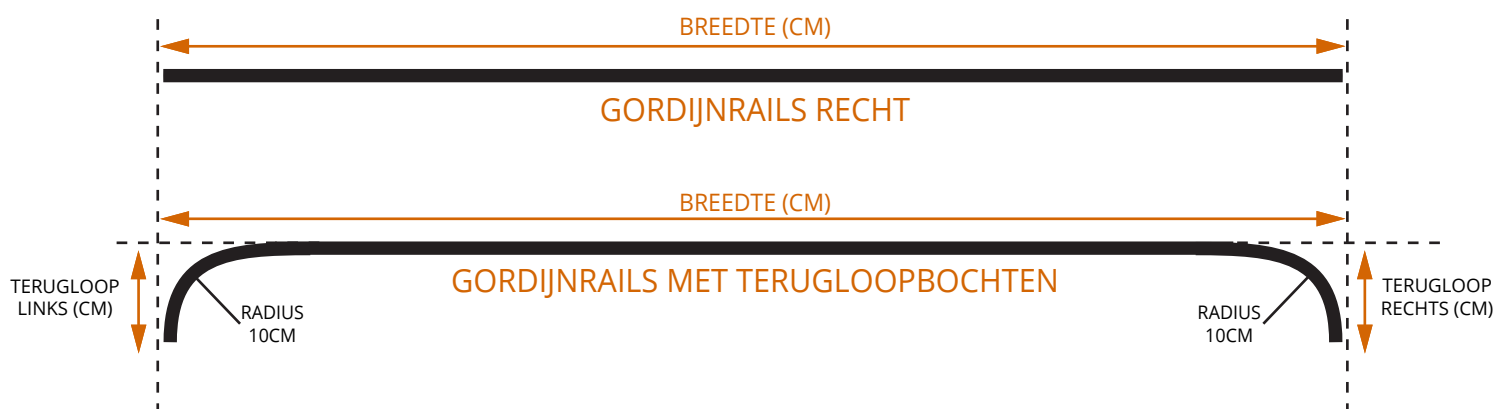 BREEDTE (CM)
GORDIJNRAILS RECHT
BREEDTE (CM)
GORDIJNRAILS MET TERUGLOOPBOCHTEN
TERUGLOOP
LINKS (CM)
RADIUS
10CM
RADIUS
10CM
TERUGLOOP
RECHTS (CM)